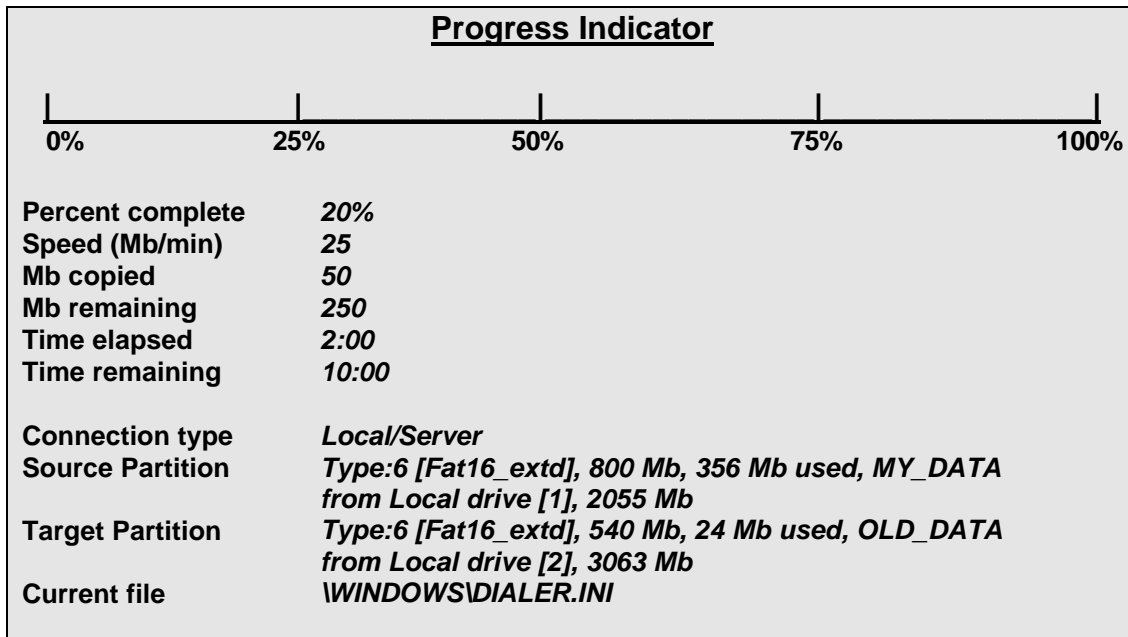 Progress Indicator
0% 25% 50% 75% 100%
Percent complete 20%
Speed (Mb/min) 25
Mb copied 50
Mb remaining 250
Time elapsed 2:00
Time remaining 10:00
Connection type Local/Server
Source Partition Type:6 [Fat16_extd], 800 Mb, 356 Mb used, MY_DATA
from Local drive [1], 2055 Mb
Target Partition Type:6 [Fat16_extd], 540 Mb, 24 Mb used, OLD_DATA
from Local drive [2], 3063 Mb
Current file \WINDOWS\DIALER.INI